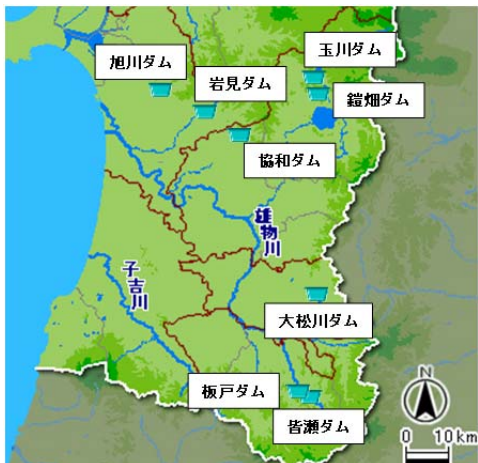 玉川ダム
旭川ダム
岩見ダム
鎧畑ダム
協和ダム
雄物川
子吉川
大松川ダム
板戸ダム
皆瀬ダム
N
0 10km